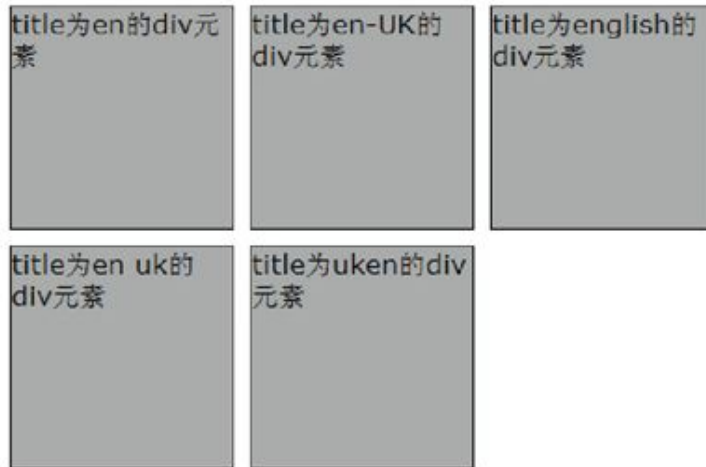 title为en的div元
素
title为en-UK的
div元素
title为english的
div元素
title为en uk的
div元素
title为uken的div
元素